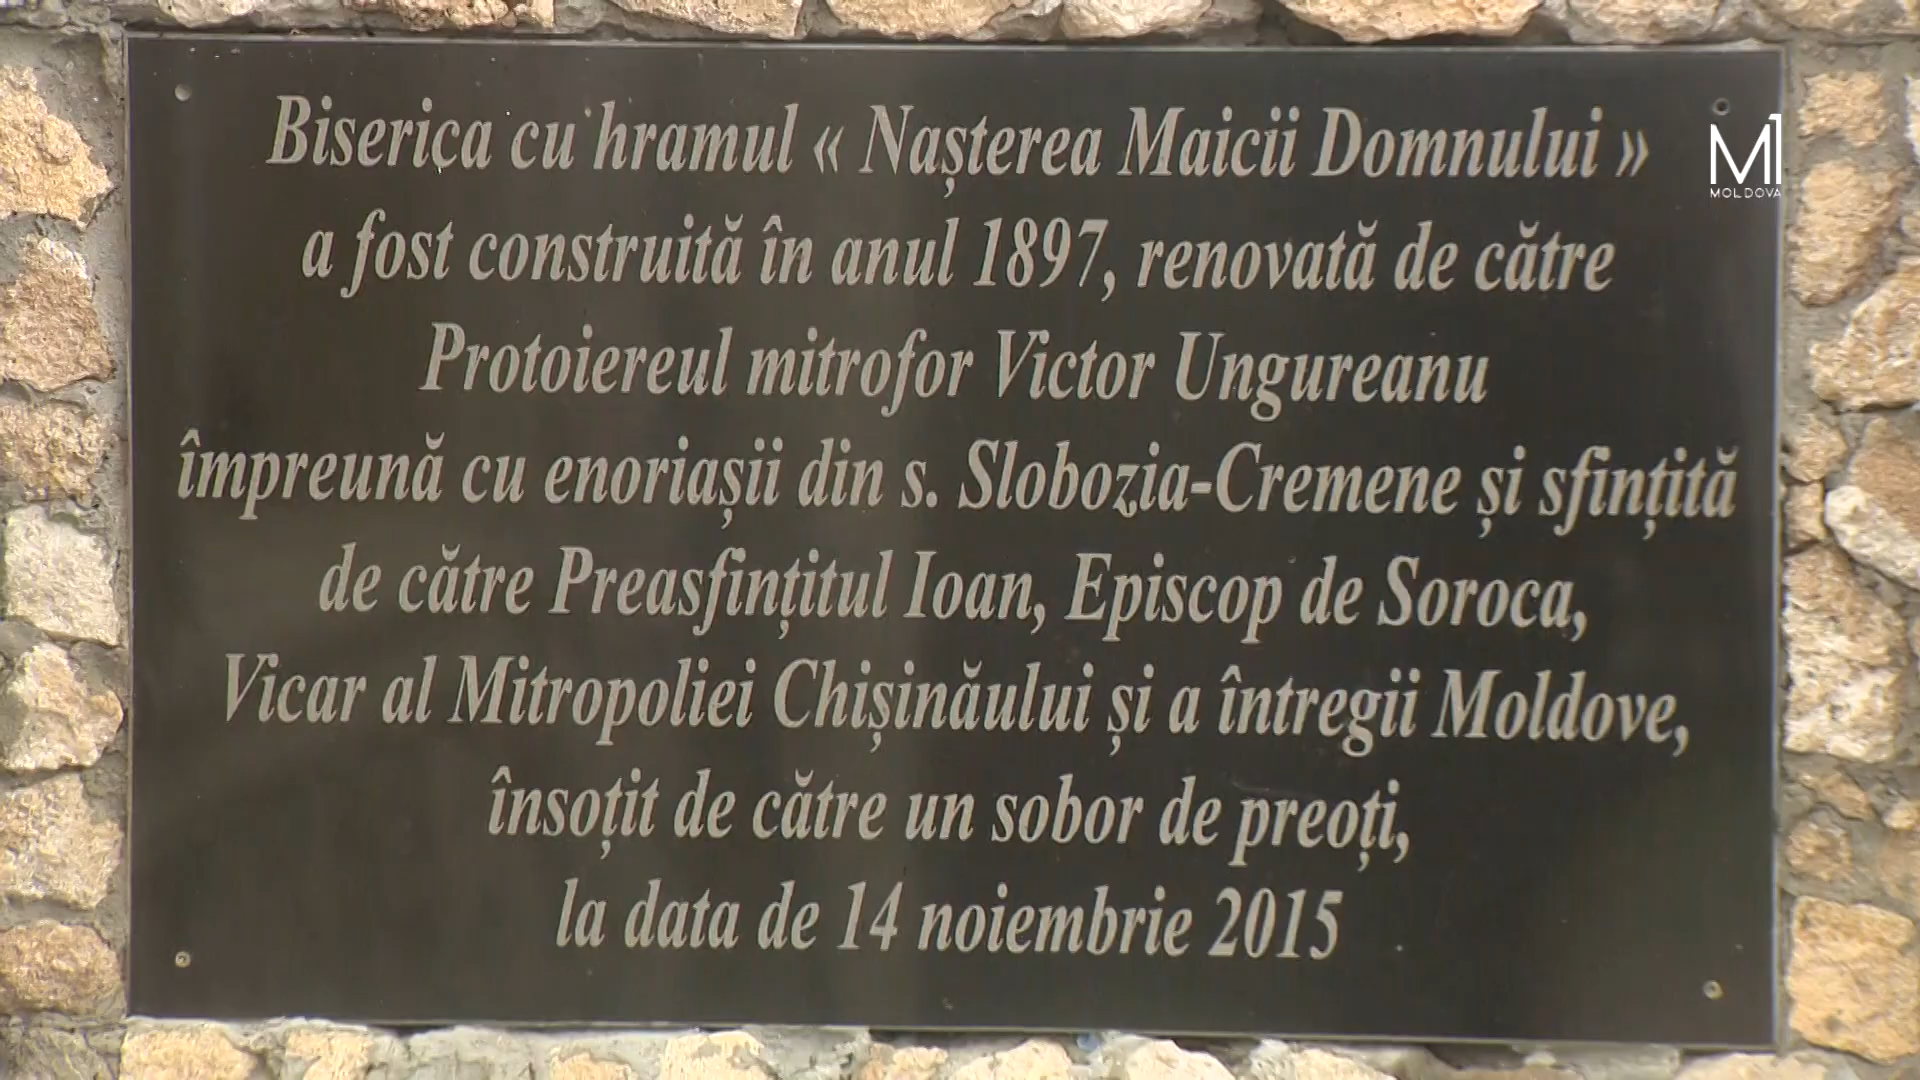 Biserica cu hramul « Nașterea Maicii Domnului »
a fost construită în anul 1897, renovată de către
Protoiereul mitrofor Victor Ungureanu
împreună cu enoriașii din s. Slobozia-Cremene și sfințită
de către Preasfințitul Ioan, Episcop de Soroca,
Vicar al Mitropoliei Chișinăului și a întregii Moldove,
însoțit de către un sobor de preoți,
la data de 14 noiembrie 2015
M1
MOLDOVA